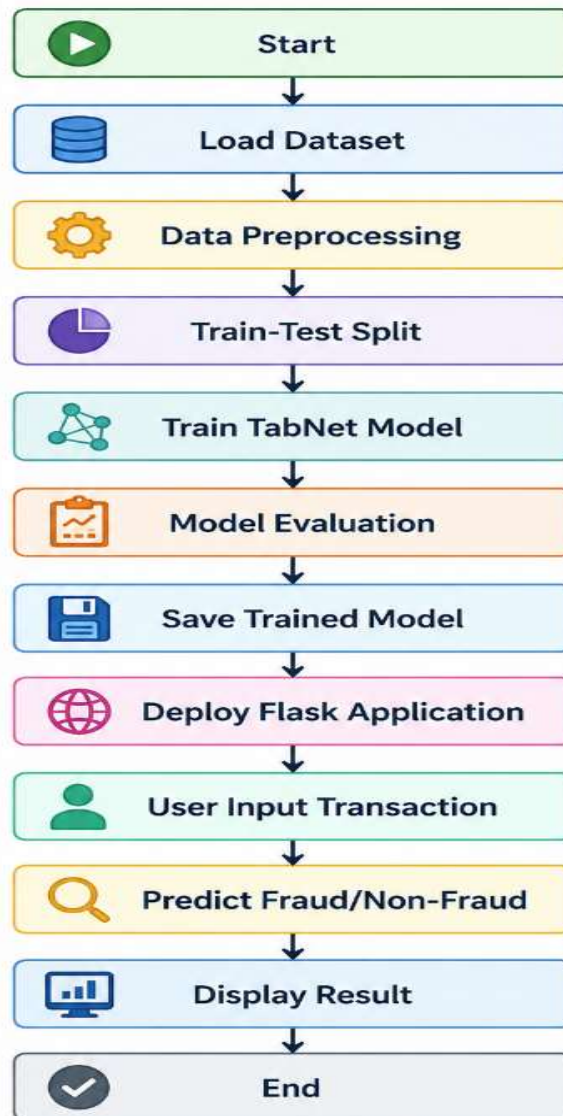 Start
Load Dataset
Data Preprocessing
Train-Test Split
Train TabNet Model
Model Evaluation
Save Trained Model
Deploy Flask Application
User Input Transaction
Predict Fraud/Non-Fraud
Display Result
End